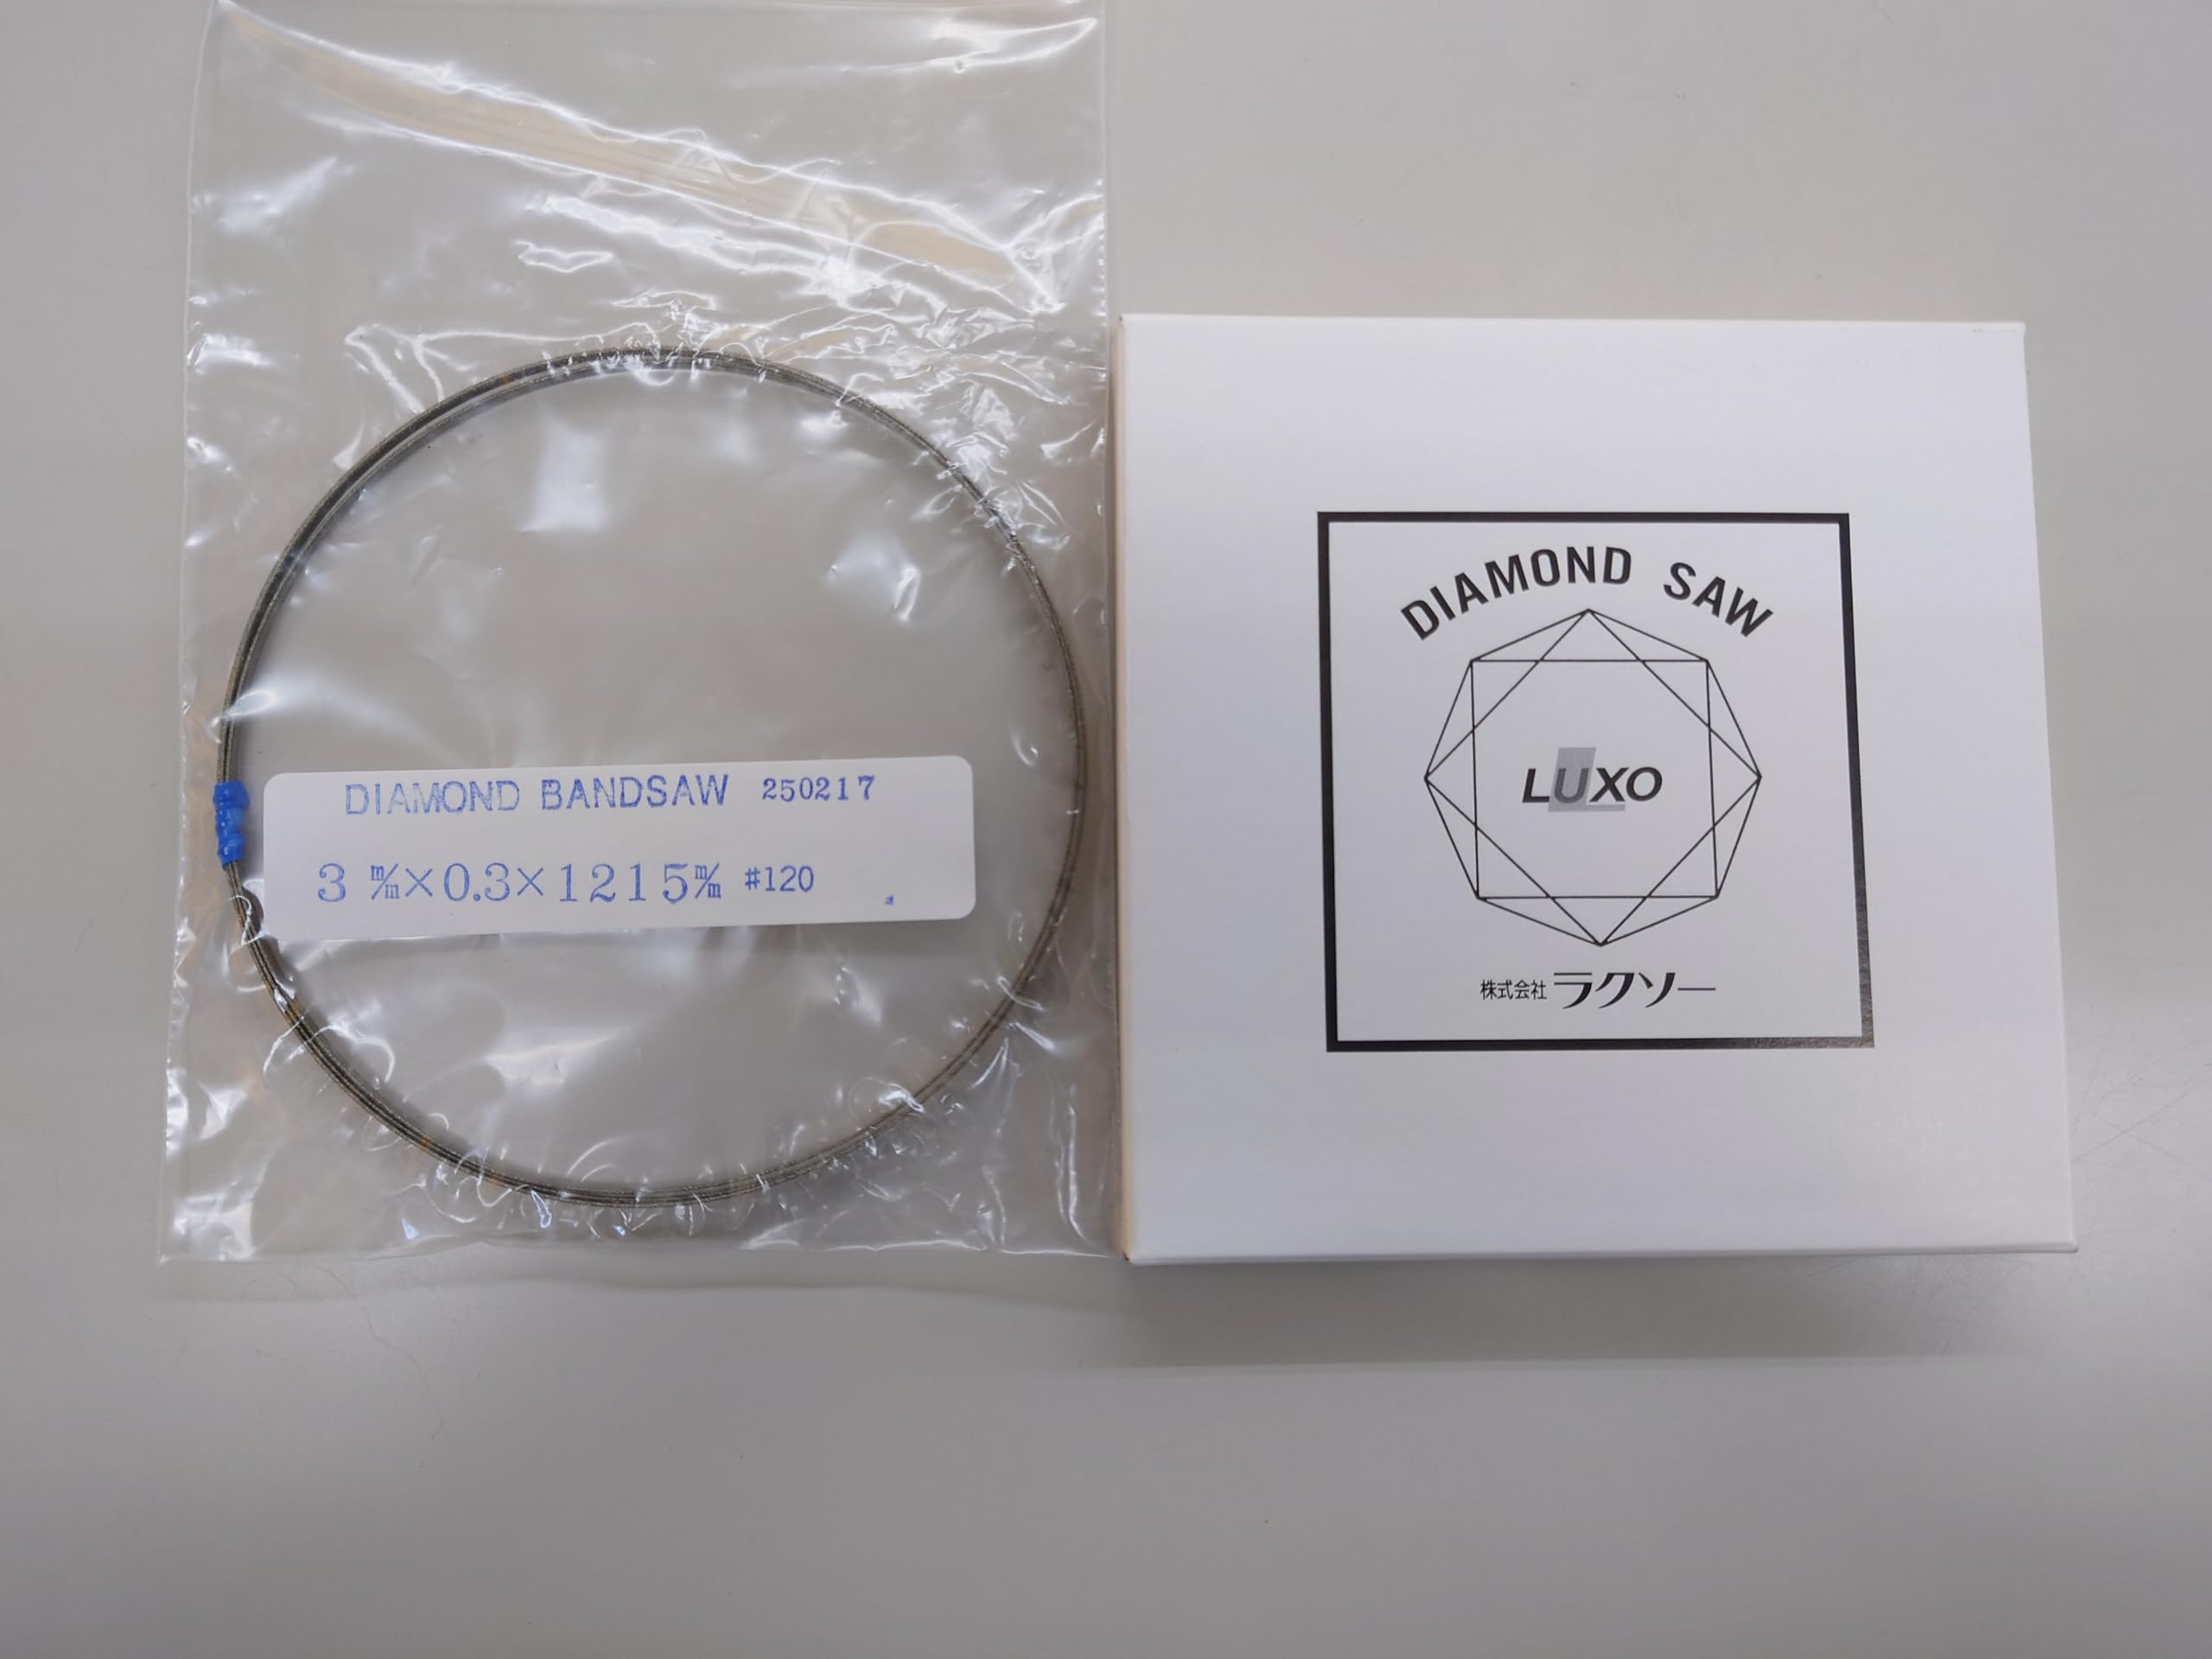 DIAMOND BANDSAW 250217
3 ㎜×0.3×1215㎜ #120
DIAMOND SAW
LUXO
株式会社ラクソー